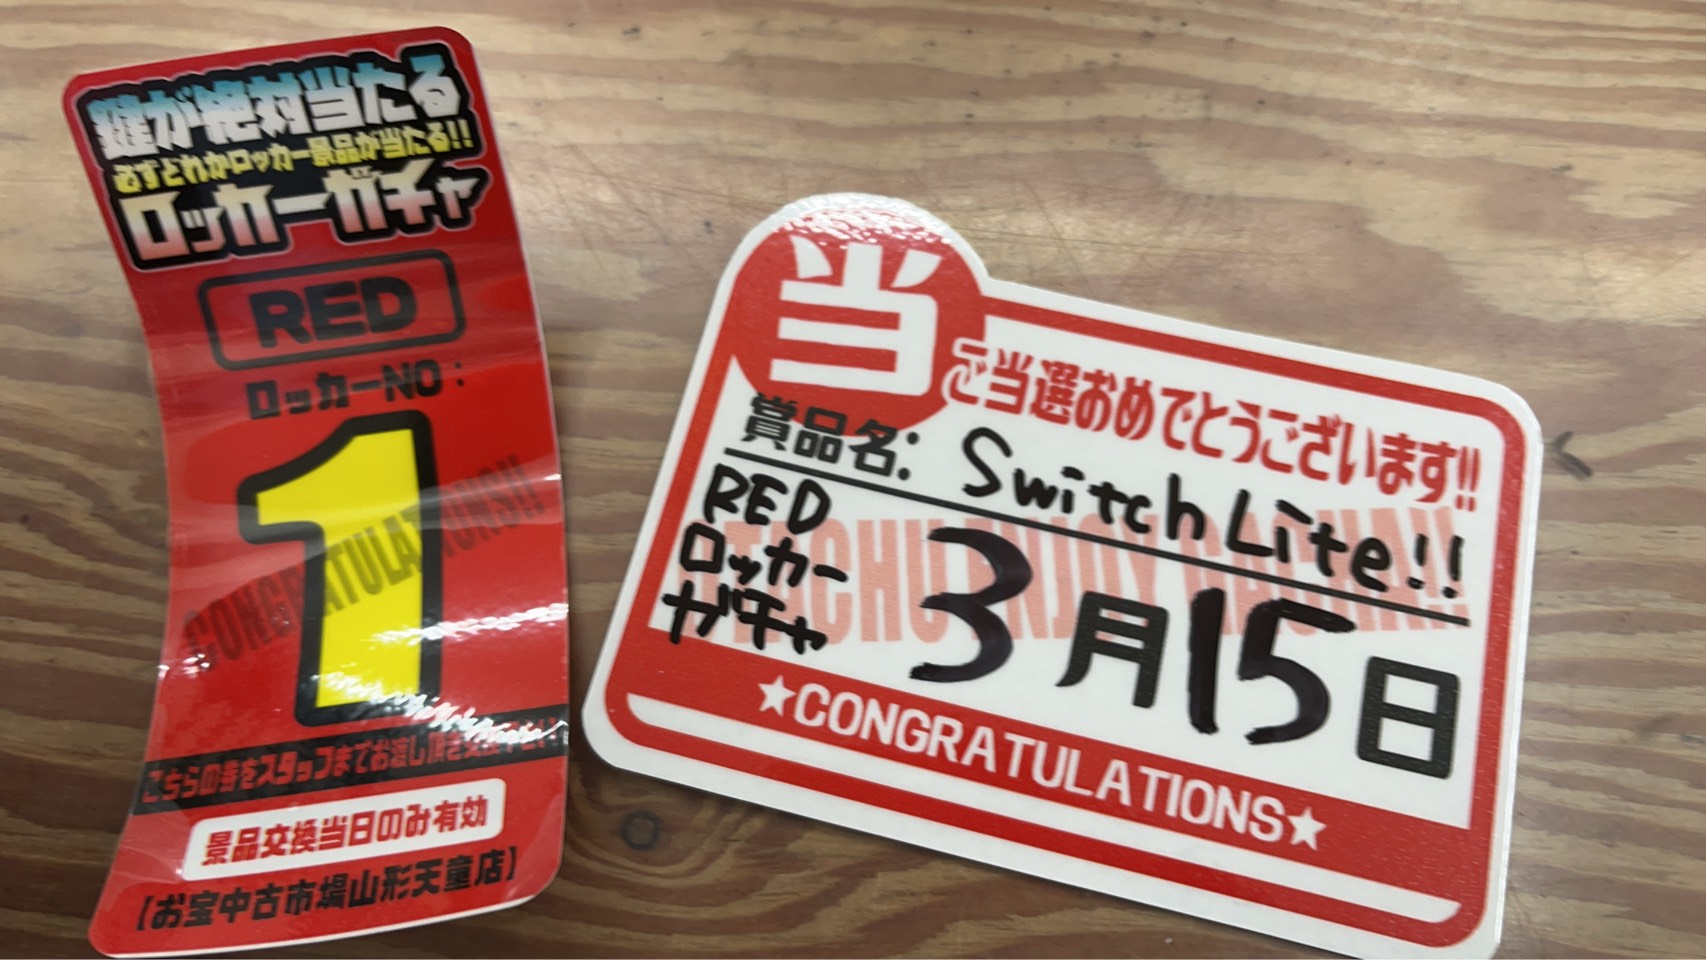 鍵が絶対当たる
必ずどれかロッカー景品が当たる!!
ロッカーガチャ
RED
ロッカーNO:
1
CONGRATULATIONS!!
こちらの券をスタッフまでお渡し頂き
景品交換当日のみ有効
【お宝中古市場山形天童店】
当
ご当選おめでとうございます!!
賞品名: Switch Lite!!
RED
ロッカー
ガチャ
3月15日
★CONGRATULATIONS★